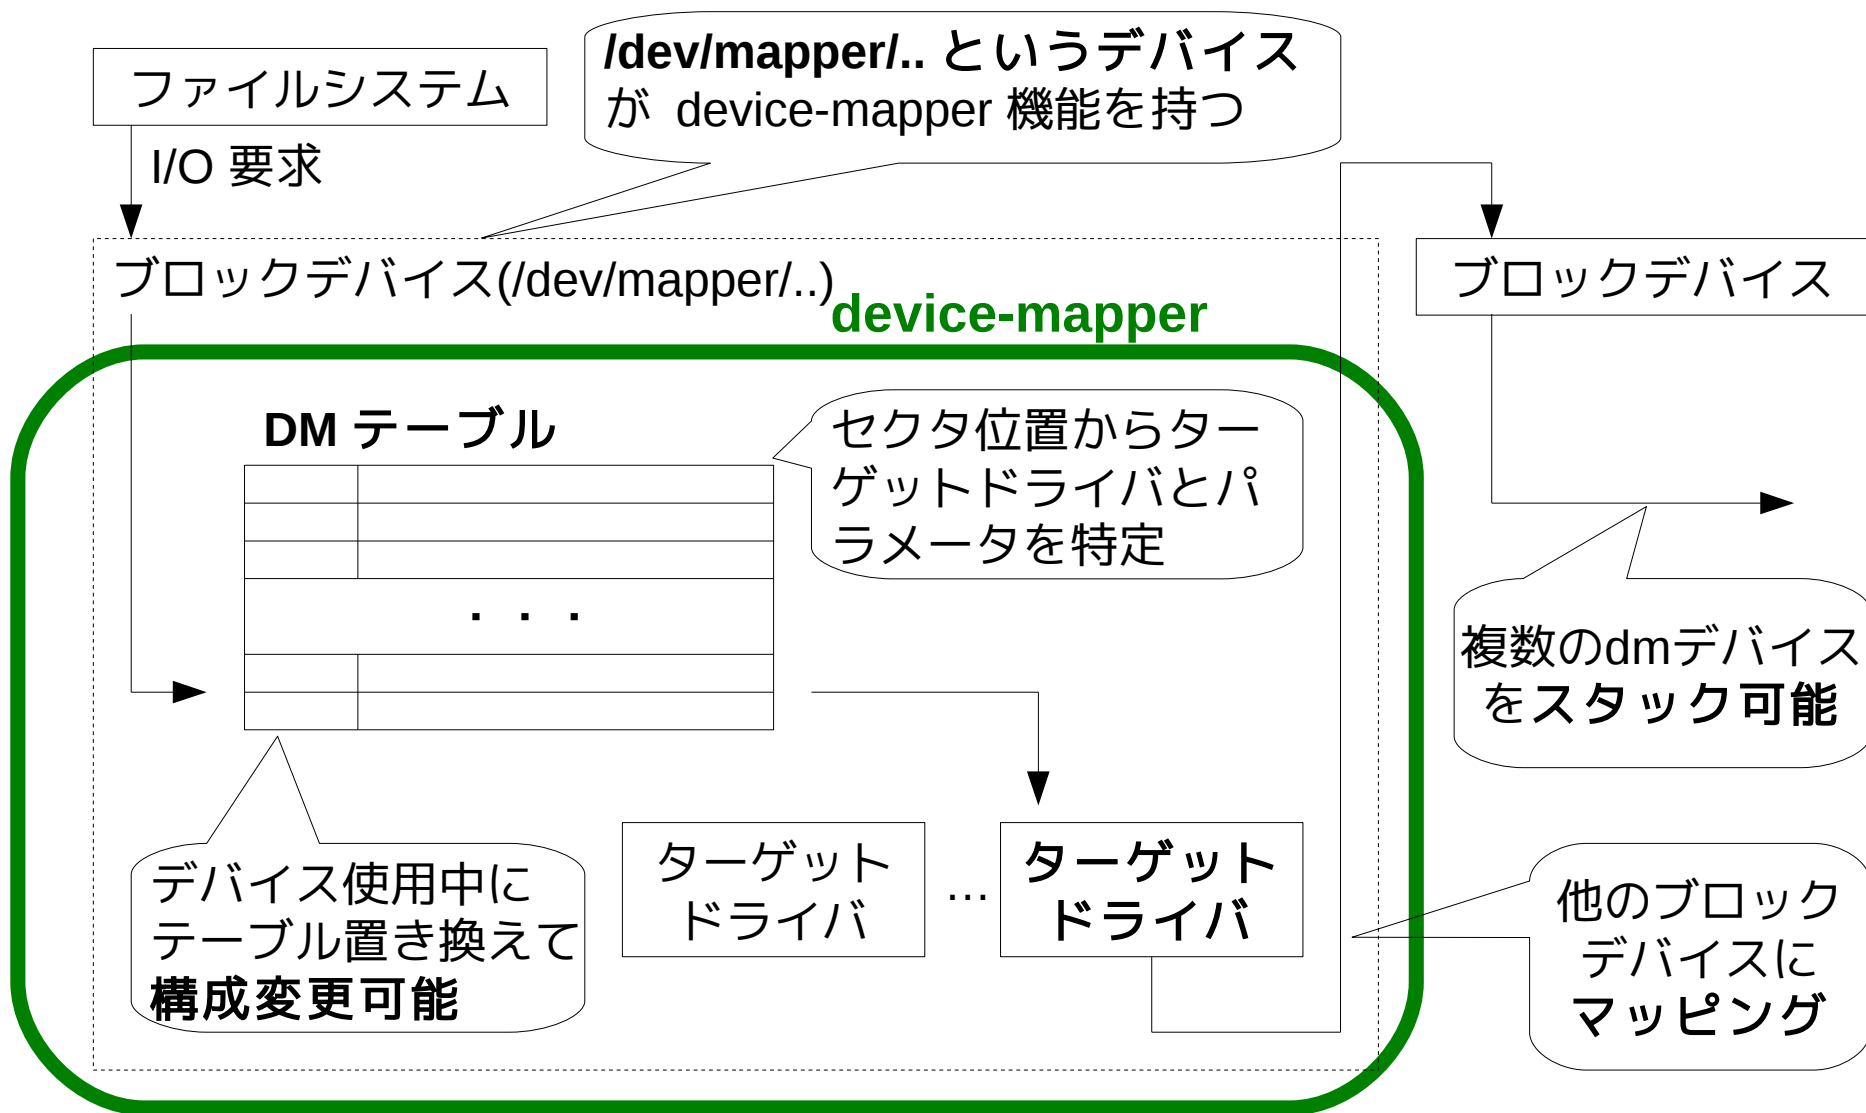 ファイルシステム
/dev/mapper/.. というデバイス
が device-mapper 機能を持つ
I/O 要求
ブロックデバイス(/dev/mapper/..)
device-mapper
ブロックデバイス
DM テーブル
セクタ位置からター
ゲットドライバとパ
ラメータを特定
・・・
複数のdmデバイス
をスタック可能
デバイス使用中に
テーブル置き換えて
構成変更可能
ターゲット
ドライバ
…
ターゲット
ドライバ
他のブロック
デバイスに
マッピング